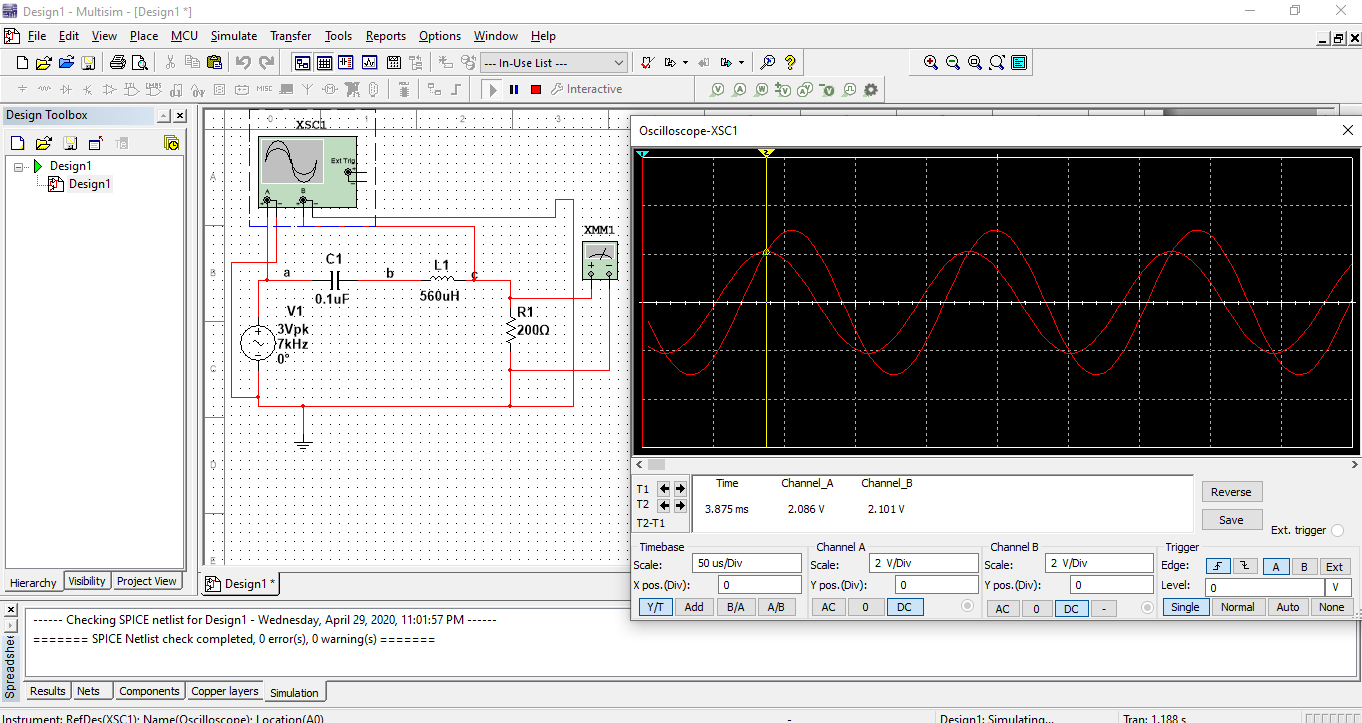 Design1 - Multisim - [Design1 *]
File Edit View Place MCU Simulate Transfer Tools Reports Options Window Help
--- In-Use List ---
Interactive
Design Toolbox
Design1
Design1
0 1 2 3
A
B
C
D
E
XSC1
Ext Trig
A B
XMM1
a
C1
0.1uF
b
L1
560uH
c
V1
3Vpk
7kHz
0°
R1
200Ω
Hierarchy Visibility Project View
Design1 *
Oscilloscope-XSC1
1 2
T1
T2
T2-T1
Time Channel_A Channel_B
3.875 ms 2.086 V 2.101 V
Reverse
Save
Ext. trigger
Timebase
Scale: 50 us/Div
X pos.(Div): 0
Y/T Add B/A A/B
Channel A
Scale: 2 V/Div
Y pos.(Div): 0
AC 0 DC
Channel B
Scale: 2 V/Div
Y pos.(Div): 0
AC 0 DC -
Trigger
Edge: A B Ext
Level: 0 V
Single Normal Auto None
Spreadshee
------ Checking SPICE netlist for Design1 - Wednesday, April 29, 2020, 11:01:57 PM ------
======= SPICE Netlist check completed, 0 error(s), 0 warning(s) =======
Results Nets Components Copper layers Simulation
Instrument: RefDes(XSC1): Name(Oscilloscope): Location(A0) - Design1: Simulating... Tran: 1.188 s